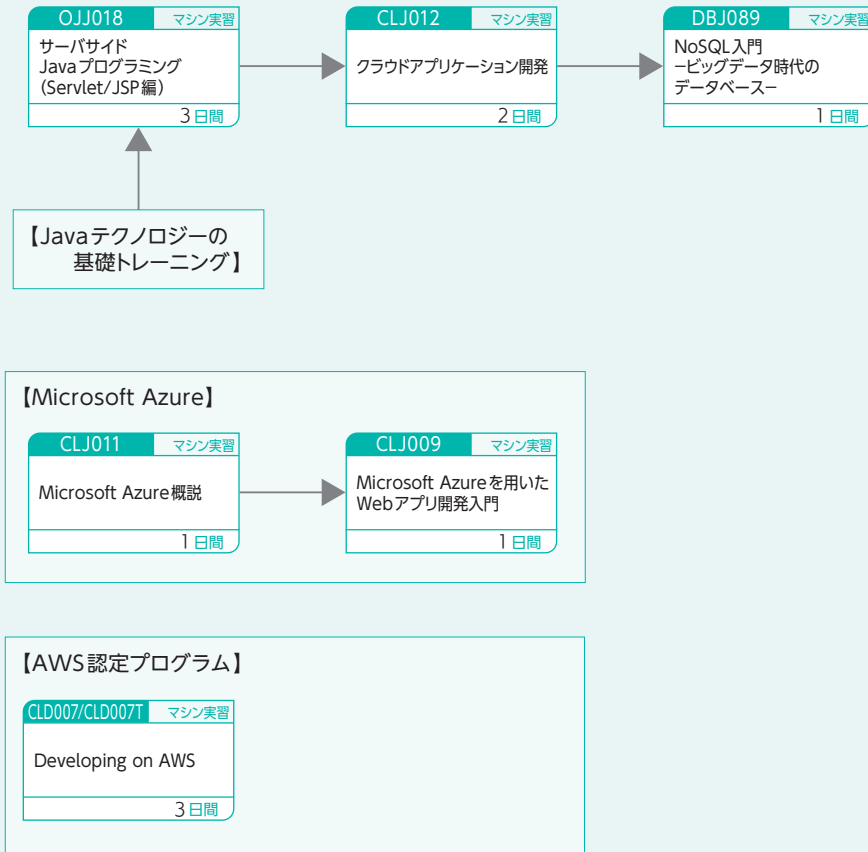 OJJ018 マシン実習
サーバサイド
Javaプログラミング
（Servlet/JSP編）
3日間
CLJ012 マシン実習
クラウドアプリケーション開発
2日間
DBJ089 マシン実習
NoSQL入門
−ビッグデータ時代の
データベース−
1日間
【Javaテクノロジーの
基礎トレーニング】
【Microsoft Azure】
CLJ011 マシン実習
Microsoft Azure概説
1日間
CLJ009 マシン実習
Microsoft Azureを用いた
Webアプリ開発入門
1日間
【AWS認定プログラム】
CLD007/CLD007T マシン実習
Developing on AWS
3日間